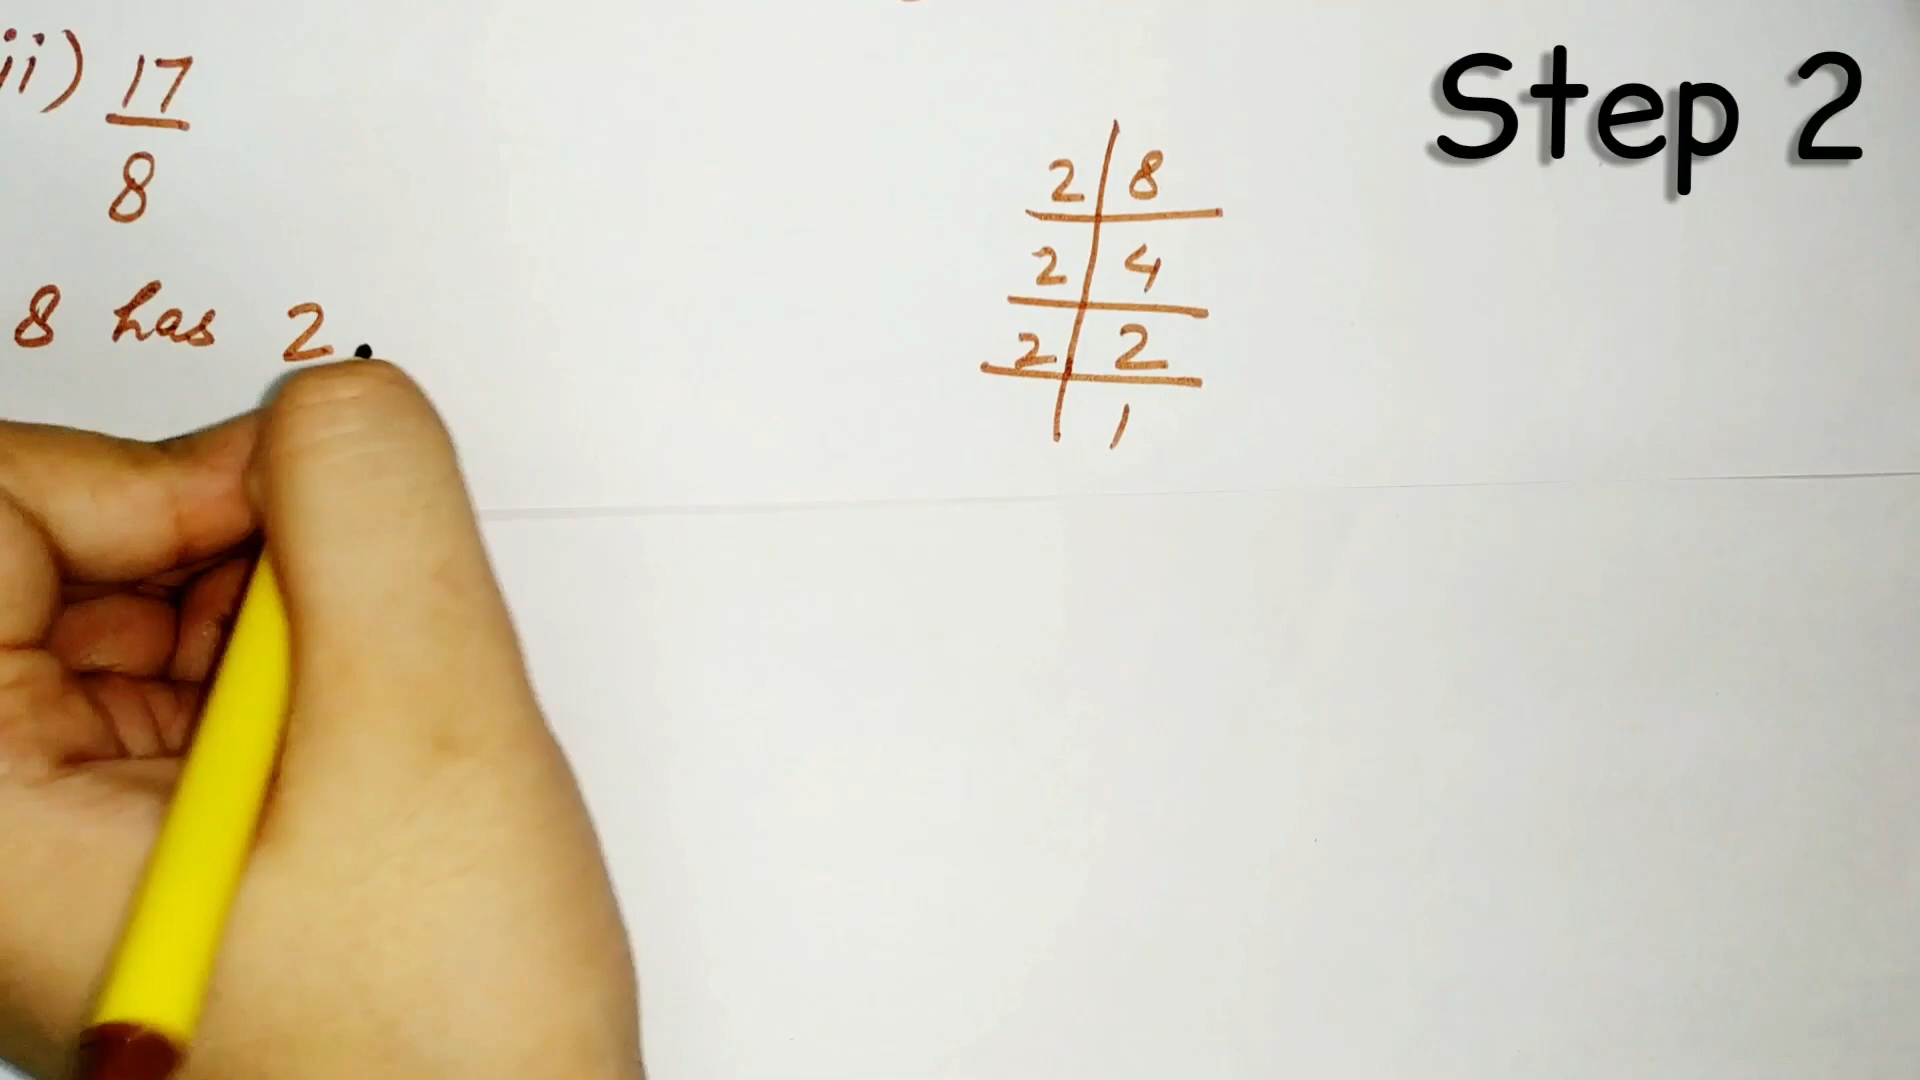 ii) 17
8
8 has 2
Step 2
2 | 8
2 | 4
2 | 2
| 1